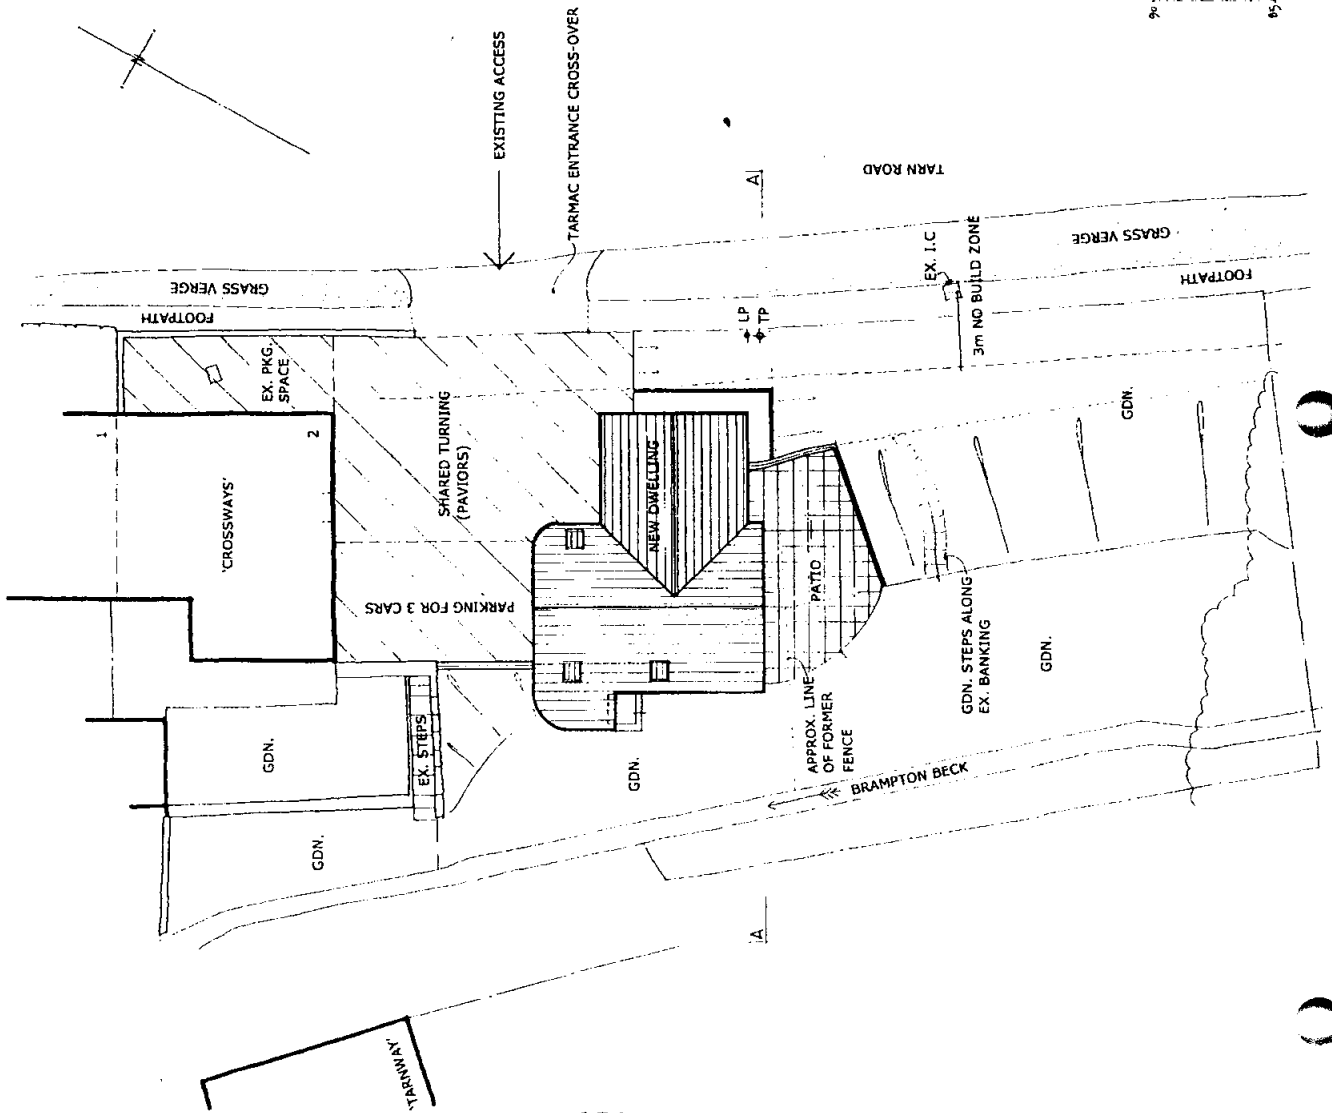 N
EXISTING ACCESS
TARMAC ENTRANCE CROSS-OVER
TARN ROAD
A
GRASS VERGE
FOOTPATH
GRASS VERGE
FOOTPATH
EX. I.C
3m NO BUILD ZONE
LP
TP
EX. PKG.
SPACE
1
2
'CROSSWAYS'
SHARED TURNING
(PAVIORS)
PARKING FOR 3 CARS
NEW DWELLING
PATIO
GDN.
GDN. STEPS ALONG
EX. BANKING
GDN.
APPROX. LINE
OF FORMER
FENCE
BRAMPTON BECK
GDN.
EX. STEPS
GDN.
GDN.
A
'TARNWAY'
90
85